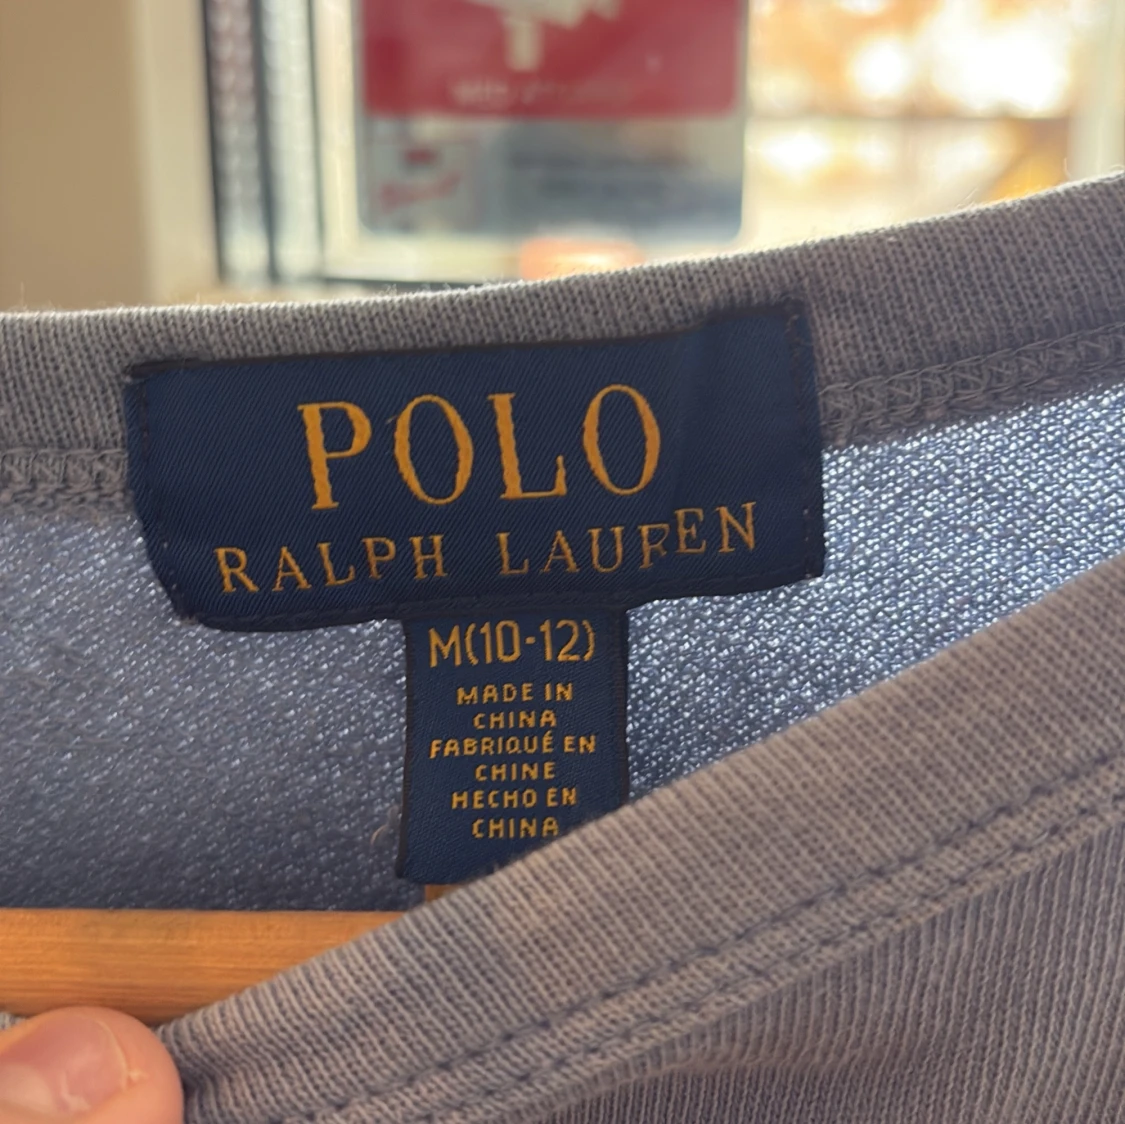 POLO
RALPH LAUREN
M(10-12)
MADE IN
CHINA
FABRIQUÉ EN
CHINE
HECHO EN
CHINA